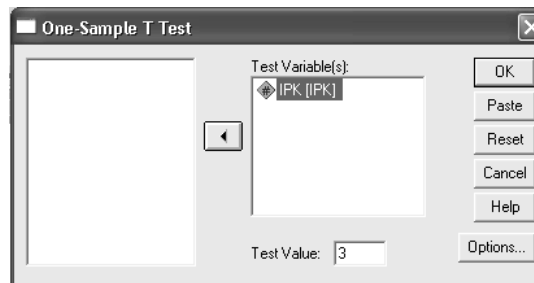 One-Sample T Test
Test Variable(s):
# IPK [IPK]
Test Value: 3
OK
Paste
Reset
Cancel
Help
Options...